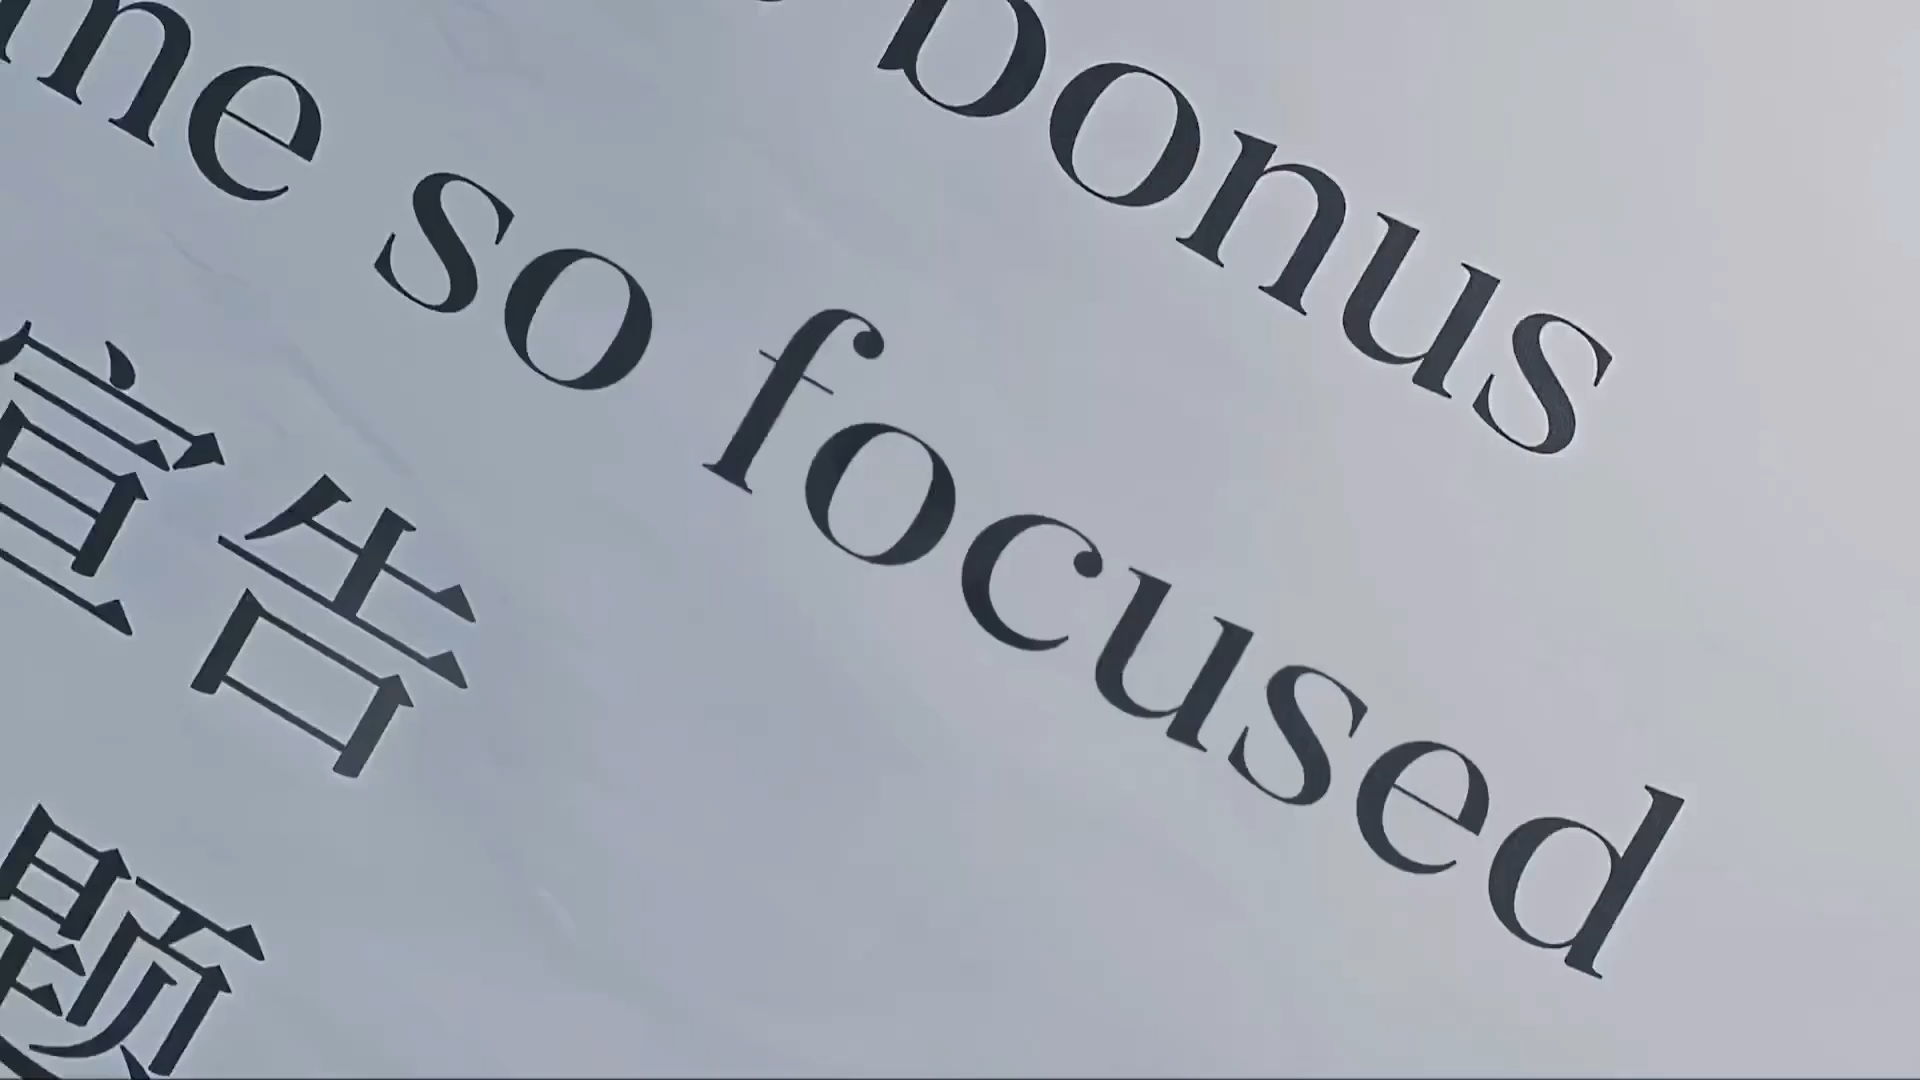 bonus
so focused
宣告
题